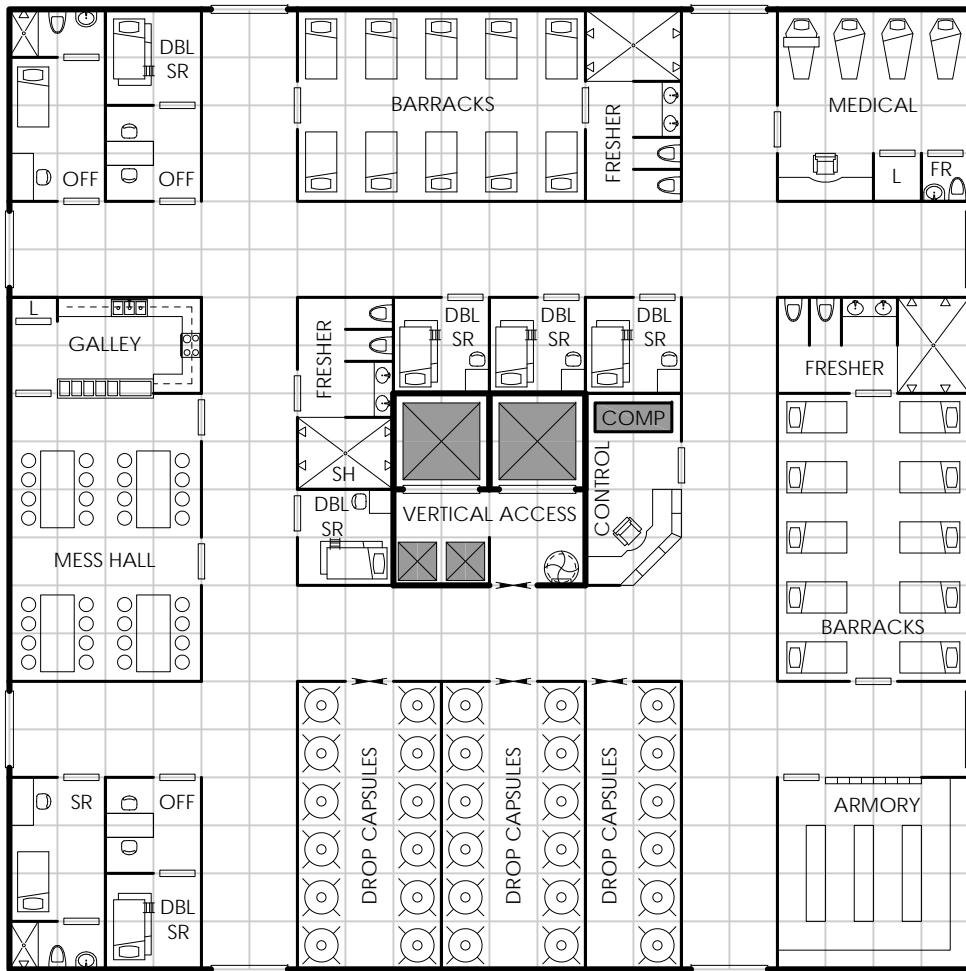 DBL
SR
OFF
OFF
BARRACKS
FRESHER
MEDICAL
L
FR
L
GALLEY
FRESHER
DBL
SR
DBL
SR
DBL
SR
FRESHER
COMP
CONTROL
SH
DBL
SR
VERTICAL ACCESS
MESS HALL
BARRACKS
SR
OFF
DBL
SR
DROP CAPSULES
DROP CAPSULES
DROP CAPSULES
ARMORY